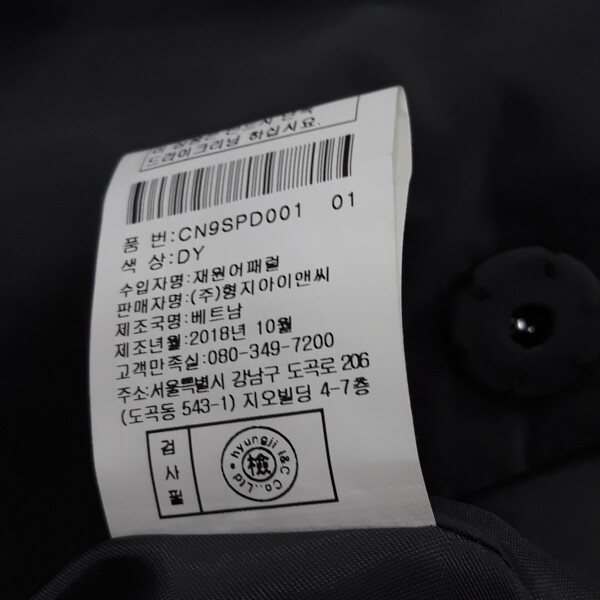 드라이크리닝 하십시요.
품 번:CN9SPD001 01
색 상:DY
수입자명:재원어패럴
판매자명:(주)형지아이앤씨
제조국명:베트남
제조년월:2018년 10월
고객만족실:080-349-7200
주소:서울특별시 강남구 도곡로 206
(도곡동 543-1) 지오빌딩 4-7층
검사필
hyungji I&C Co.,Ltd
檢